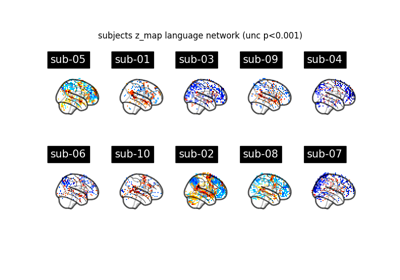 subjects z_map language network (unc p<0.001)
sub-05 sub-01 sub-03 sub-09 sub-04
sub-06 sub-10 sub-02 sub-08 sub-07